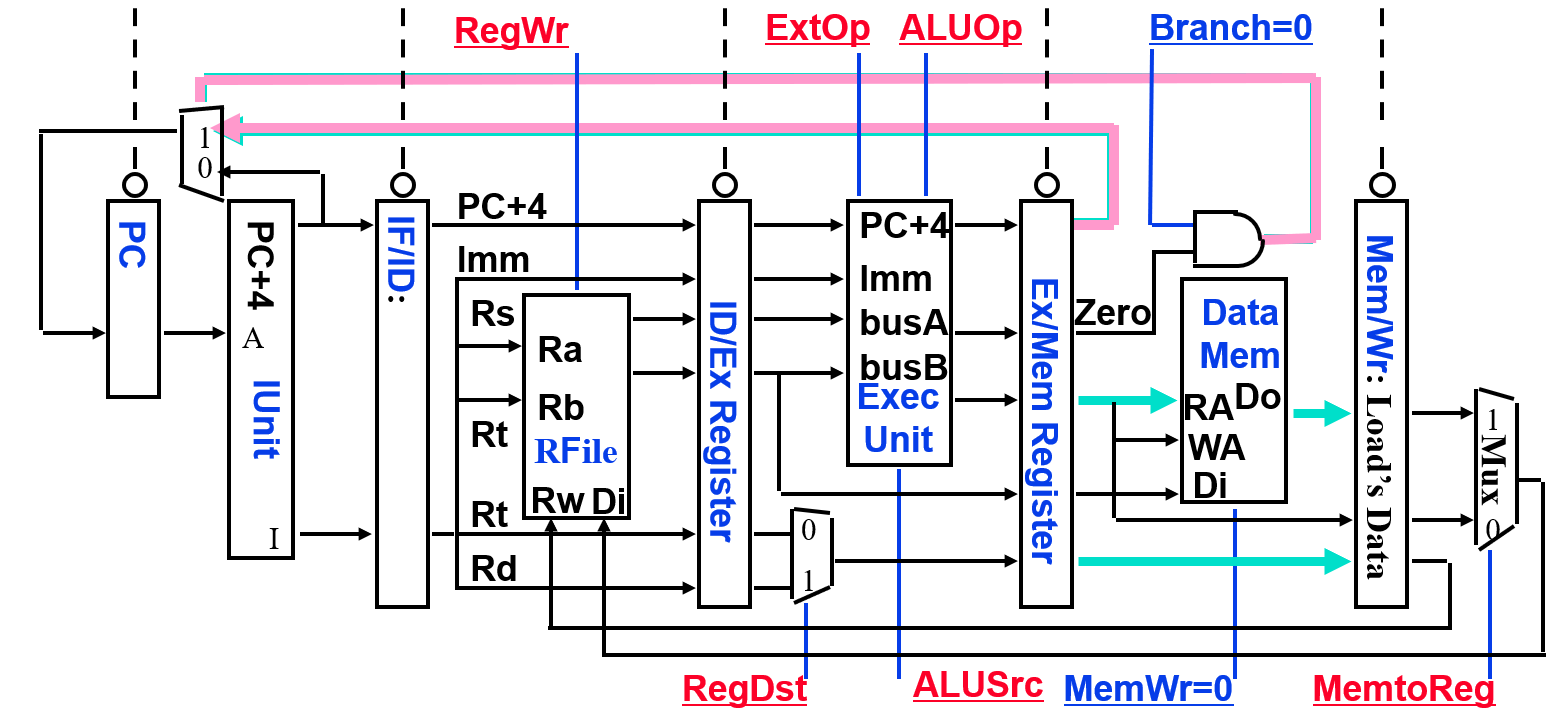 RegWr
ExtOp
ALUOp
Branch=0
1
0
PC
PC+4
A
IUnit
I
IF/ID:
PC+4
Imm
Rs
Ra
Rb
Rt
RFile
Rw Di
Rt
Rd
ID/Ex Register
0
1
PC+4
Imm
busA
busB
Exec
Unit
Ex/Mem Register
Zero
Data
Mem
RA Do
WA
Di
Mem/Wr: Load's Data
1
Mux
0
RegDst
ALUSrc
MemWr=0
MemtoReg